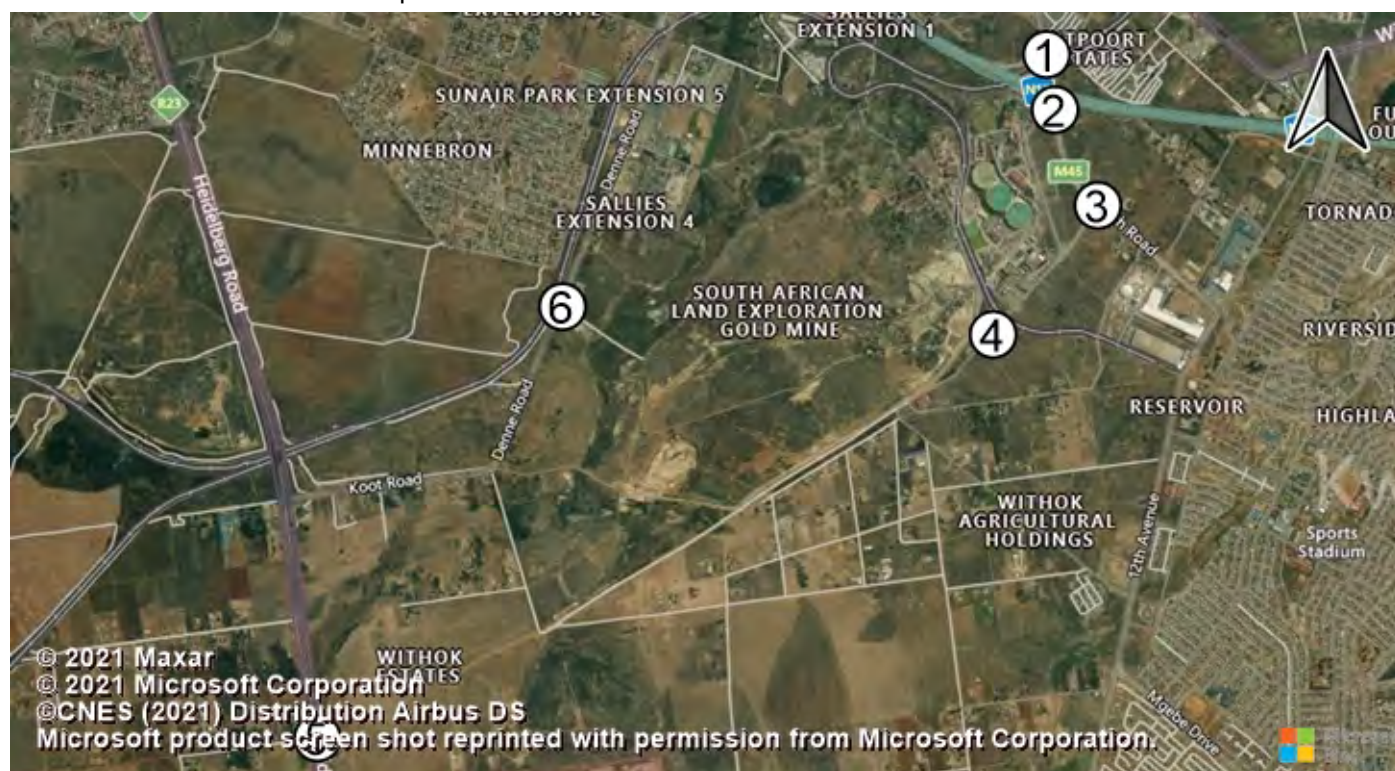 SALLIES
EXTENSION 1
SUNAIR PARK EXTENSION 5
MINNEBRON
Denne Road
SALLIES
EXTENSION 4
R23
Heidelberg Road
1
2
M45
3
TORNAD
SOUTH AFRICAN
LAND EXPLORATION
GOLD MINE
6
4
RIVERSID
RESERVOIR
HIGHLA
Denne Road
Koot Road
WITHOK
AGRICULTURAL
HOLDINGS
12th Avenue
Sports
Stadium
WITHOK
ESTATES
Mgebe Drive
© 2021 Maxar
© 2021 Microsoft Corporation
©CNES (2021) Distribution Airbus DS
Microsoft product screen shot reprinted with permission from Microsoft Corporation.